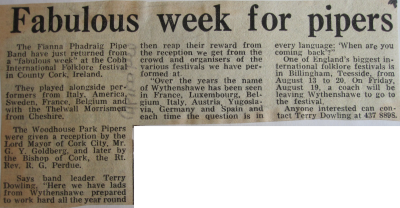 Fabulous week for pipers
The Fianna Phadraig Pipe
Band have just returned from
a "fabulous week" at the Cobh
International Folklore festival
in County Cork, Ireland.
They played alongside per-
formers from Italy, America,
Sweden, France, Belgium and
with the Thelwall Morrismen
from Cheshire.
The Woodhouse Park Pipers
were given a reception by the
Lord Mayor of Cork City, Mr.
G. Y. Goldberg, and later by
the Bishop of Cork, the Rt.
Rev. R. G. Perdue.
Says band leader Terry
Dowling, "Here we have lads
from Wythenshawe prepared
to work hard all the year round
then reap their reward from
the reception we get from the
crowd and organisers of the
various festivals we have per-
formed at
"Over the years the name
of Wythenshawe has been seen
in France, Luxembourg, Bel-
gium Italy, Austria, Yugosla-
via, Germany and Spain and
each time the question is in
every language: 'When are you
coming back?'"
One of England's biggest in-
ternational folklore festivals is
in Billingham, Teesside, from
August 13 to 20. On Friday,
August 19, a coach will be
leaving Wythenshawe to go to
the festival.
Anyone interested can con-
tact Terry Dowling at 437 8898.